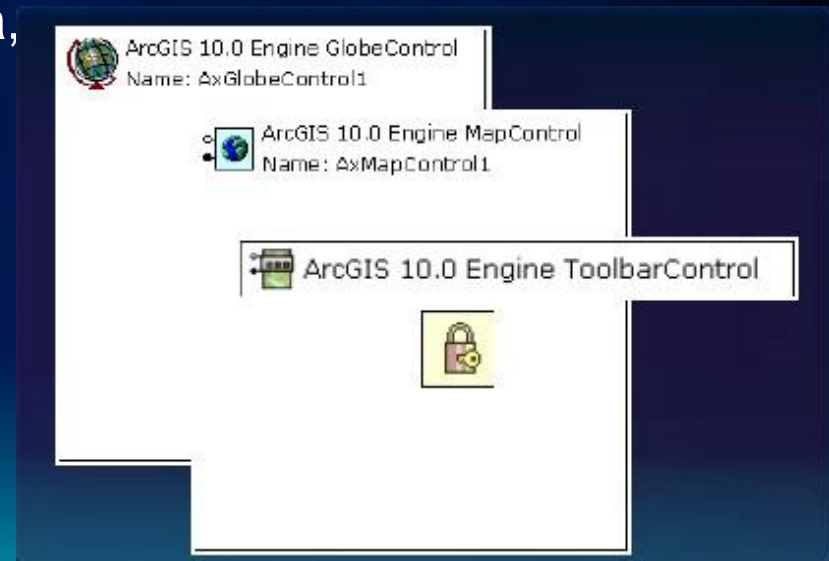 ,
ArcGIS 10.0 Engine GlobeControl
Name: AxGlobeControl1
ArcGIS 10.0 Engine MapControl
Name: AxMapControl1
ArcGIS 10.0 Engine ToolbarControl